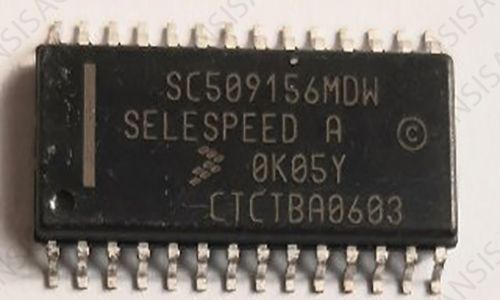 SC509156MDW
SELESPEED A
©
0K05Y
CTCTBA0603